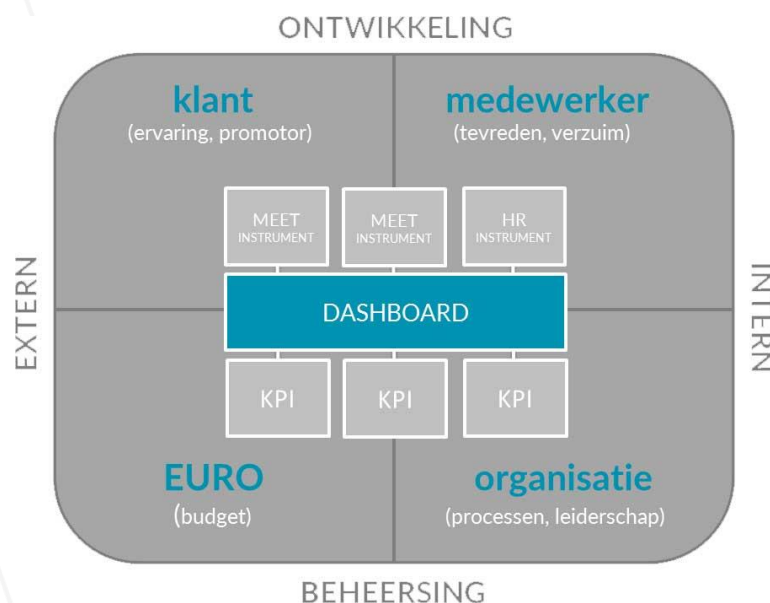 ONTWIKKELING
klant
(ervaring, promotor)
medewerker
(tevreden, verzuim)
MEET
INSTRUMENT
MEET
INSTRUMENT
HR
INSTRUMENT
EXTERN
DASHBOARD
INTERN
KPI
KPI
KPI
EURO
(budget)
organisatie
(processen, leiderschap)
BEHEERSING